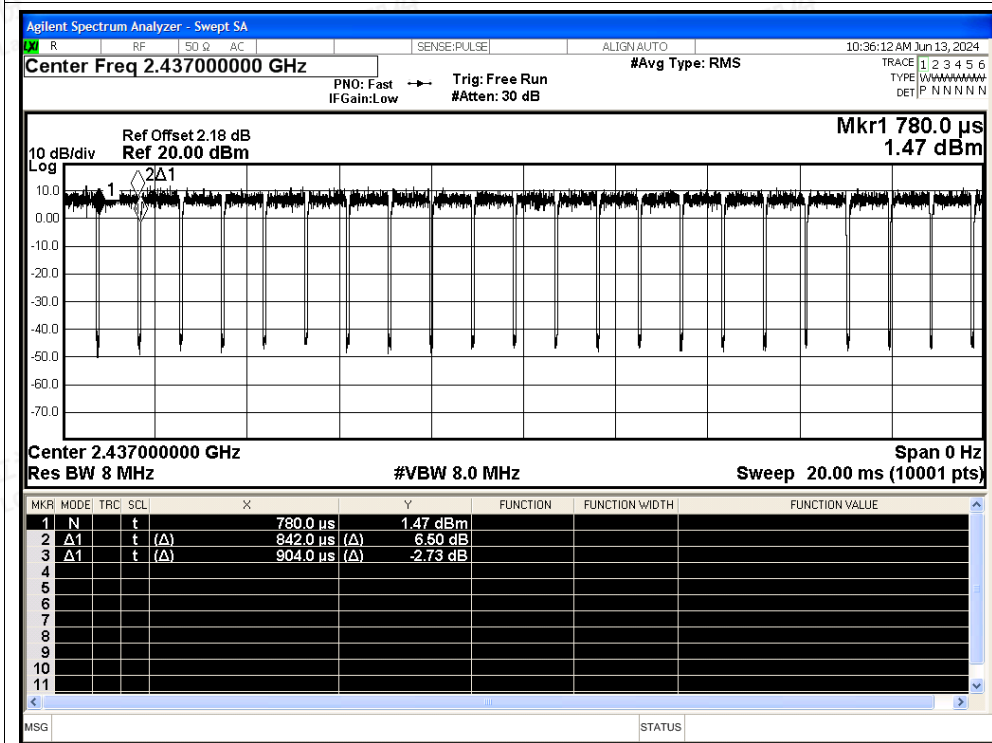 Agilent Spectrum Analyzer - Swept SA
LXI R RF 50 Ω AC SENSE:PULSE ALIGN AUTO 10:36:12 AM Jun 13, 2024
Center Freq 2.437000000 GHz #Avg Type: RMS TRACE 1 2 3 4 5 6
PNO: Fast Trig: Free Run TYPE
IFGain:Low #Atten: 30 dB DET P N N N N N
Mkr1 780.0 µs
Ref Offset 2.18 dB
10 dB/div Ref 20.00 dBm 1.47 dBm
Log
2Δ1
10.0
1
0.00
-10.0
-20.0
-30.0
-40.0
-50.0
-60.0
-70.0
Center 2.437000000 GHz Span 0 Hz
Res BW 8 MHz #VBW 8.0 MHz Sweep 20.00 ms (10001 pts)
MKR MODE TRC SCL X Y FUNCTION FUNCTION WIDTH FUNCTION VALUE
1 N t 780.0 µs 1.47 dBm
2 Δ1 t (Δ) 842.0 µs (Δ) 6.50 dB
3 Δ1 t (Δ) 904.0 µs (Δ) -2.73 dB
4
5
6
7
8
9
10
11
MSG STATUS